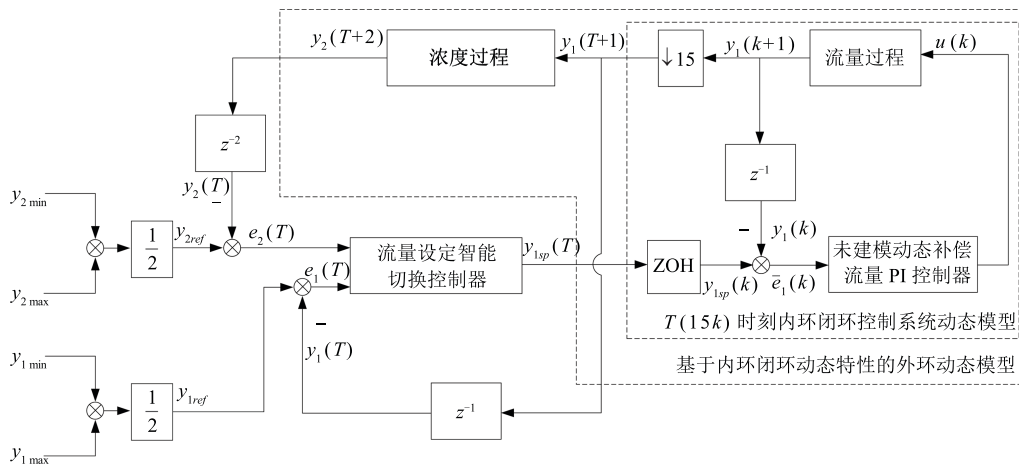 y₂(T+2)
浓度过程
y₁(T+1)
↓15
y₁(k+1)
流量过程
u(k)
z⁻²
z⁻¹
y₂(T)
−
y₂ min
y₂ max
1/2
y₂ref
e₂(T)
流量设定智能
切换控制器
y₁sp(T)
e₁(T)
−
y₁(T)
ZOH
y₁sp(k)
−
y₁(k)
ē₁(k)
未建模动态补偿
流量 PI 控制器
T(15k) 时刻内环闭环控制系统动态模型
基于内环闭环动态特性的外环动态模型
y₁ min
y₁ max
1/2
y₁ref
z⁻¹